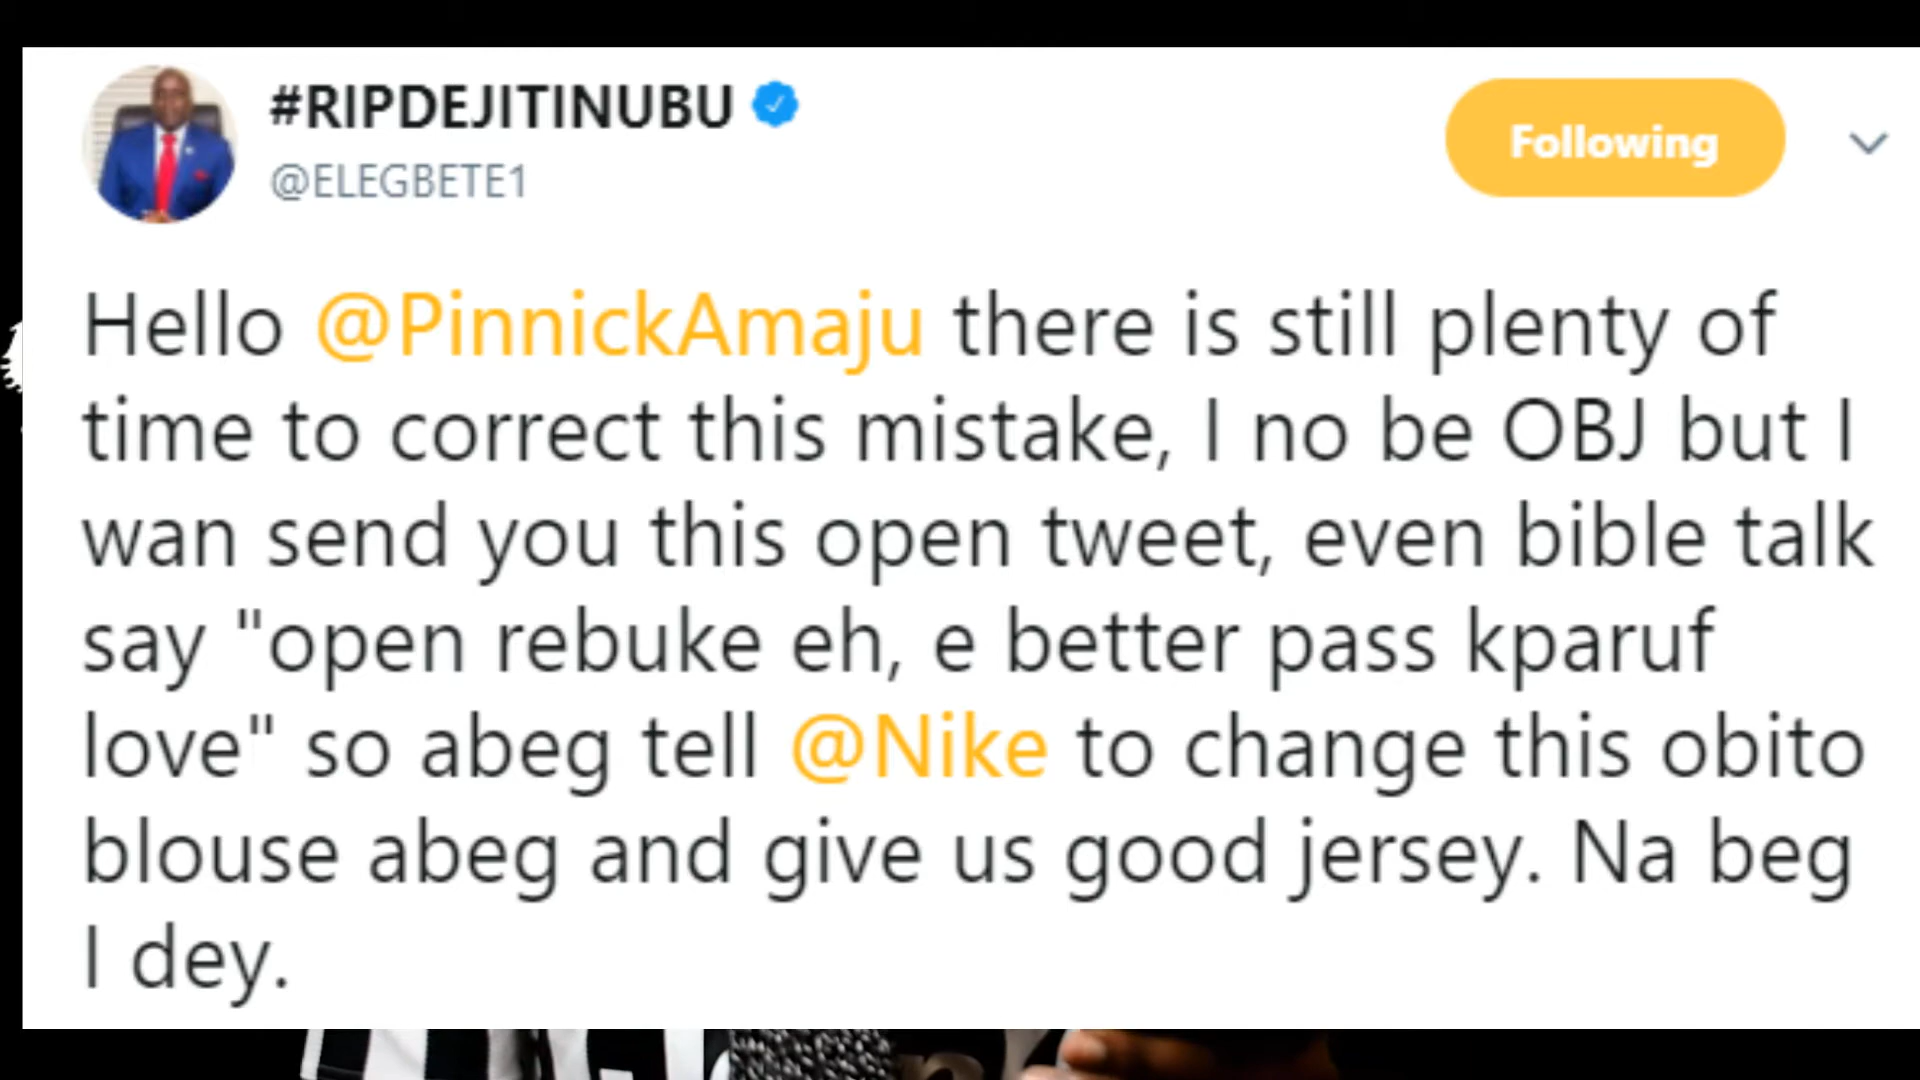 #RIPDEJITINUBU
@ELEGBETE1
Following
Hello @PinnickAmaju there is still plenty of
time to correct this mistake, I no be OBJ but I
wan send you this open tweet, even bible talk
say "open rebuke eh, e better pass kparuf
love" so abeg tell @Nike to change this obito
blouse abeg and give us good jersey. Na beg
I dey.